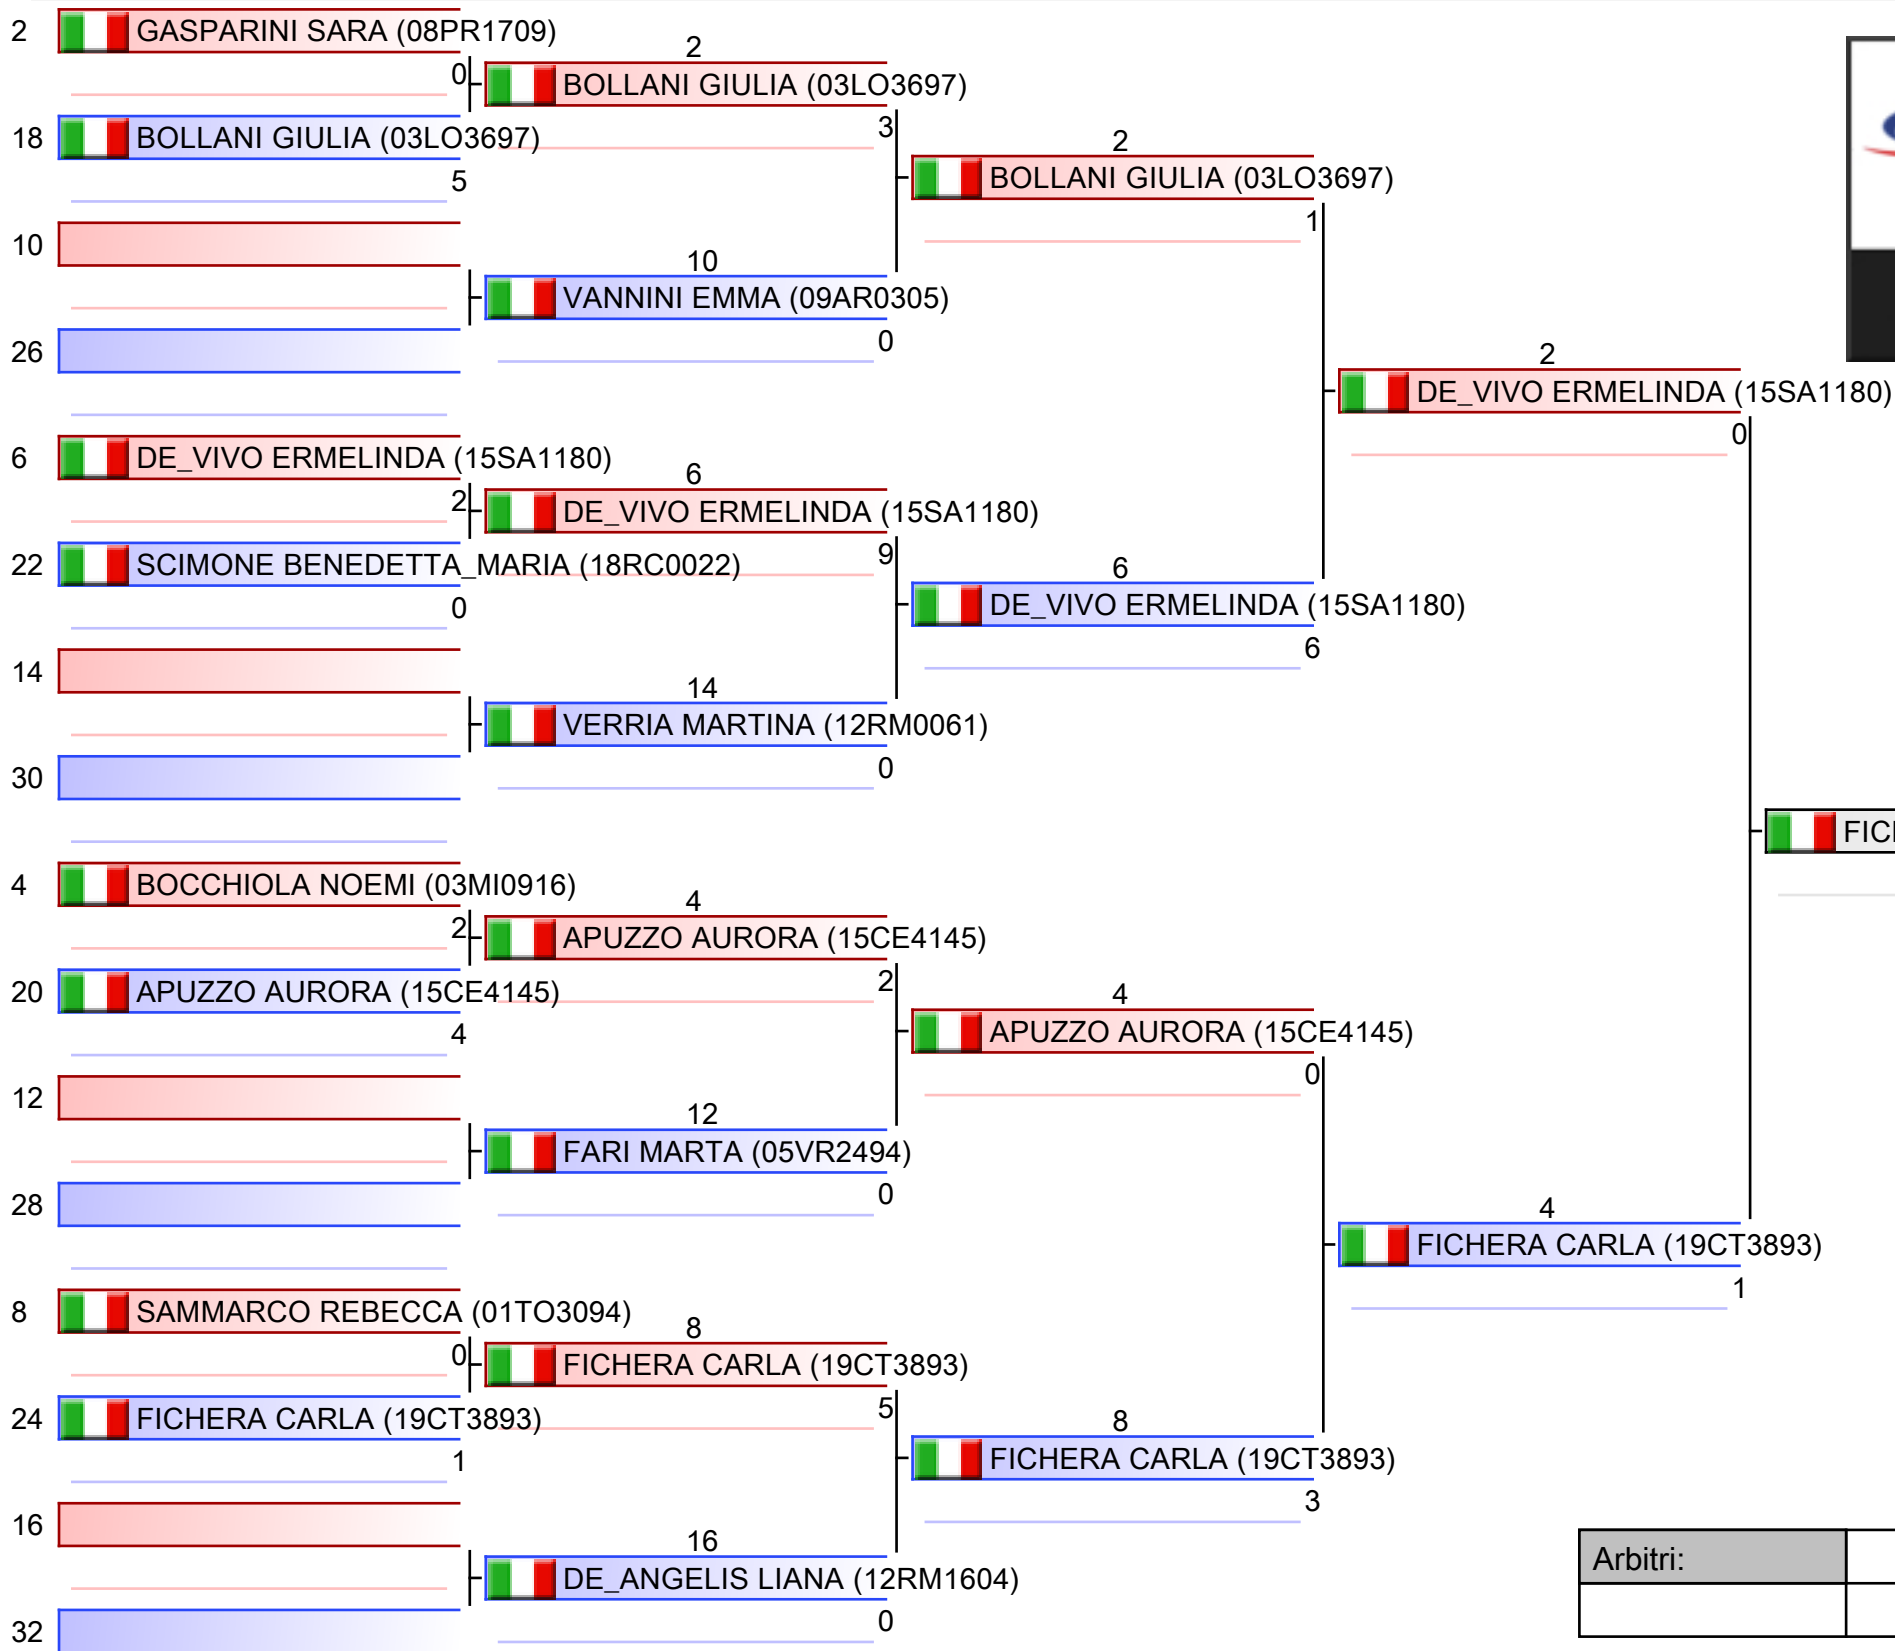 2 GASPARINI SARA (08PR1709)
2
0 BOLLANI GIULIA (03LO3697)
18 BOLLANI GIULIA (03LO3697)
3
2
5
BOLLANI GIULIA (03LO3697)
1
10
10
VANNINI EMMA (09AR0305)
0
26
2
DE_VIVO ERMELINDA (15SA1180)
0
6 DE_VIVO ERMELINDA (15SA1180)
6
2 DE_VIVO ERMELINDA (15SA1180)
9
22 SCIMONE BENEDETTA_MARIA (18RC0022)
6
0
DE_VIVO ERMELINDA (15SA1180)
6
14
14
VERRIA MARTINA (12RM0061)
0
30
4 BOCCHIOLA NOEMI (03MI0916)
4
2 APUZZO AURORA (15CE4145)
2
20 APUZZO AURORA (15CE4145)
4
4
APUZZO AURORA (15CE4145)
0
12
12
FARI MARTA (05VR2494)
0
28
4
FICHERA CARLA (19CT3893)
1
8 SAMMARCO REBECCA (01TO3094)
8
0 FICHERA CARLA (19CT3893)
5
24 FICHERA CARLA (19CT3893)
8
1
FICHERA CARLA (19CT3893)
3
16
16
DE_ANGELIS LIANA (12RM1604)
0
32
Arbitri: